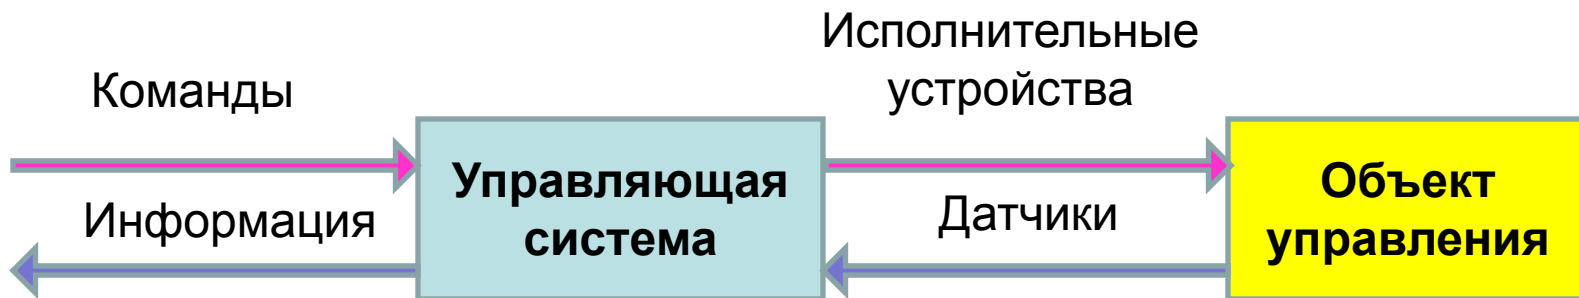 Исполнительные
устройства
Команды
Управляющая
система
Объект
управления
Информация
Датчики